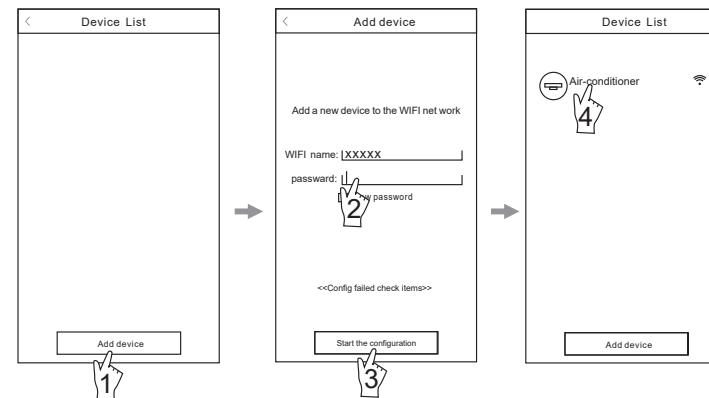 Device List
Add device
1
Add device
Add a new device to the WIFI net work
WIFI name: XXXXX
passward:
password
2
<<Config failed check items>>
Start the configuration
3
Device List
Air-conditioner
4
Add device